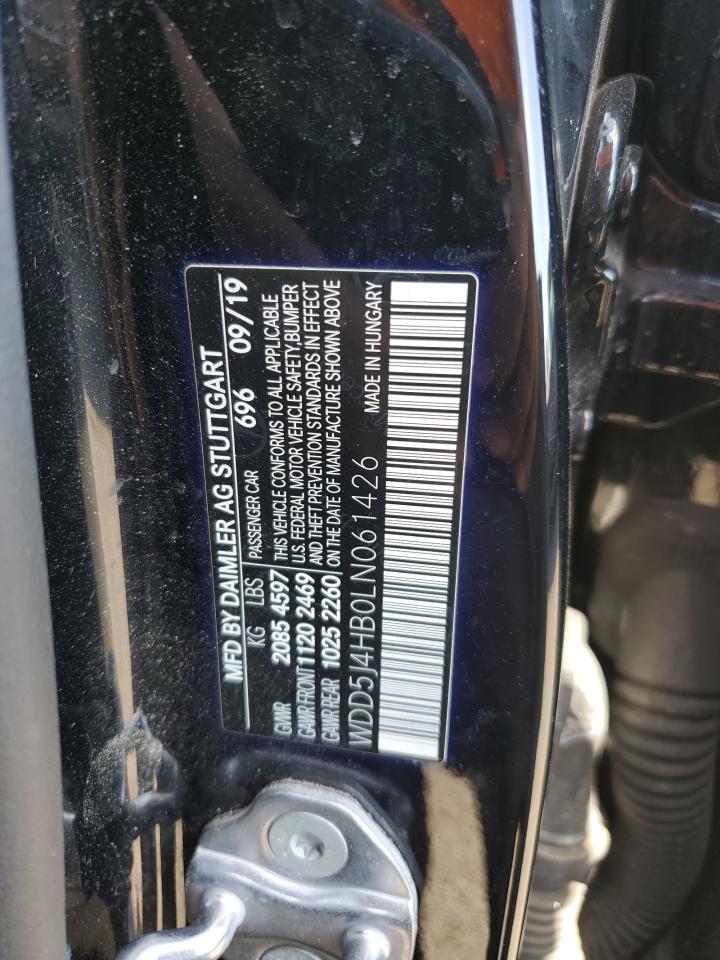 MFD BY DAIMLER AG STUTTGART
KG LBS PASSENGER CAR 696 09/19
GVWR 2085 4597 THIS VEHICLE CONFORMS TO ALL APPLICABLE
GAWR FRONT 1120 2469 U.S. FEDERAL MOTOR VEHICLE SAFETY,BUMPER
GAWR REAR 1025 2260 AND THEFT PREVENTION STANDARDS IN EFFECT
ON THE DATE OF MANUFACTURE SHOWN ABOVE
WDD5J4HB0LN061426 MADE IN HUNGARY